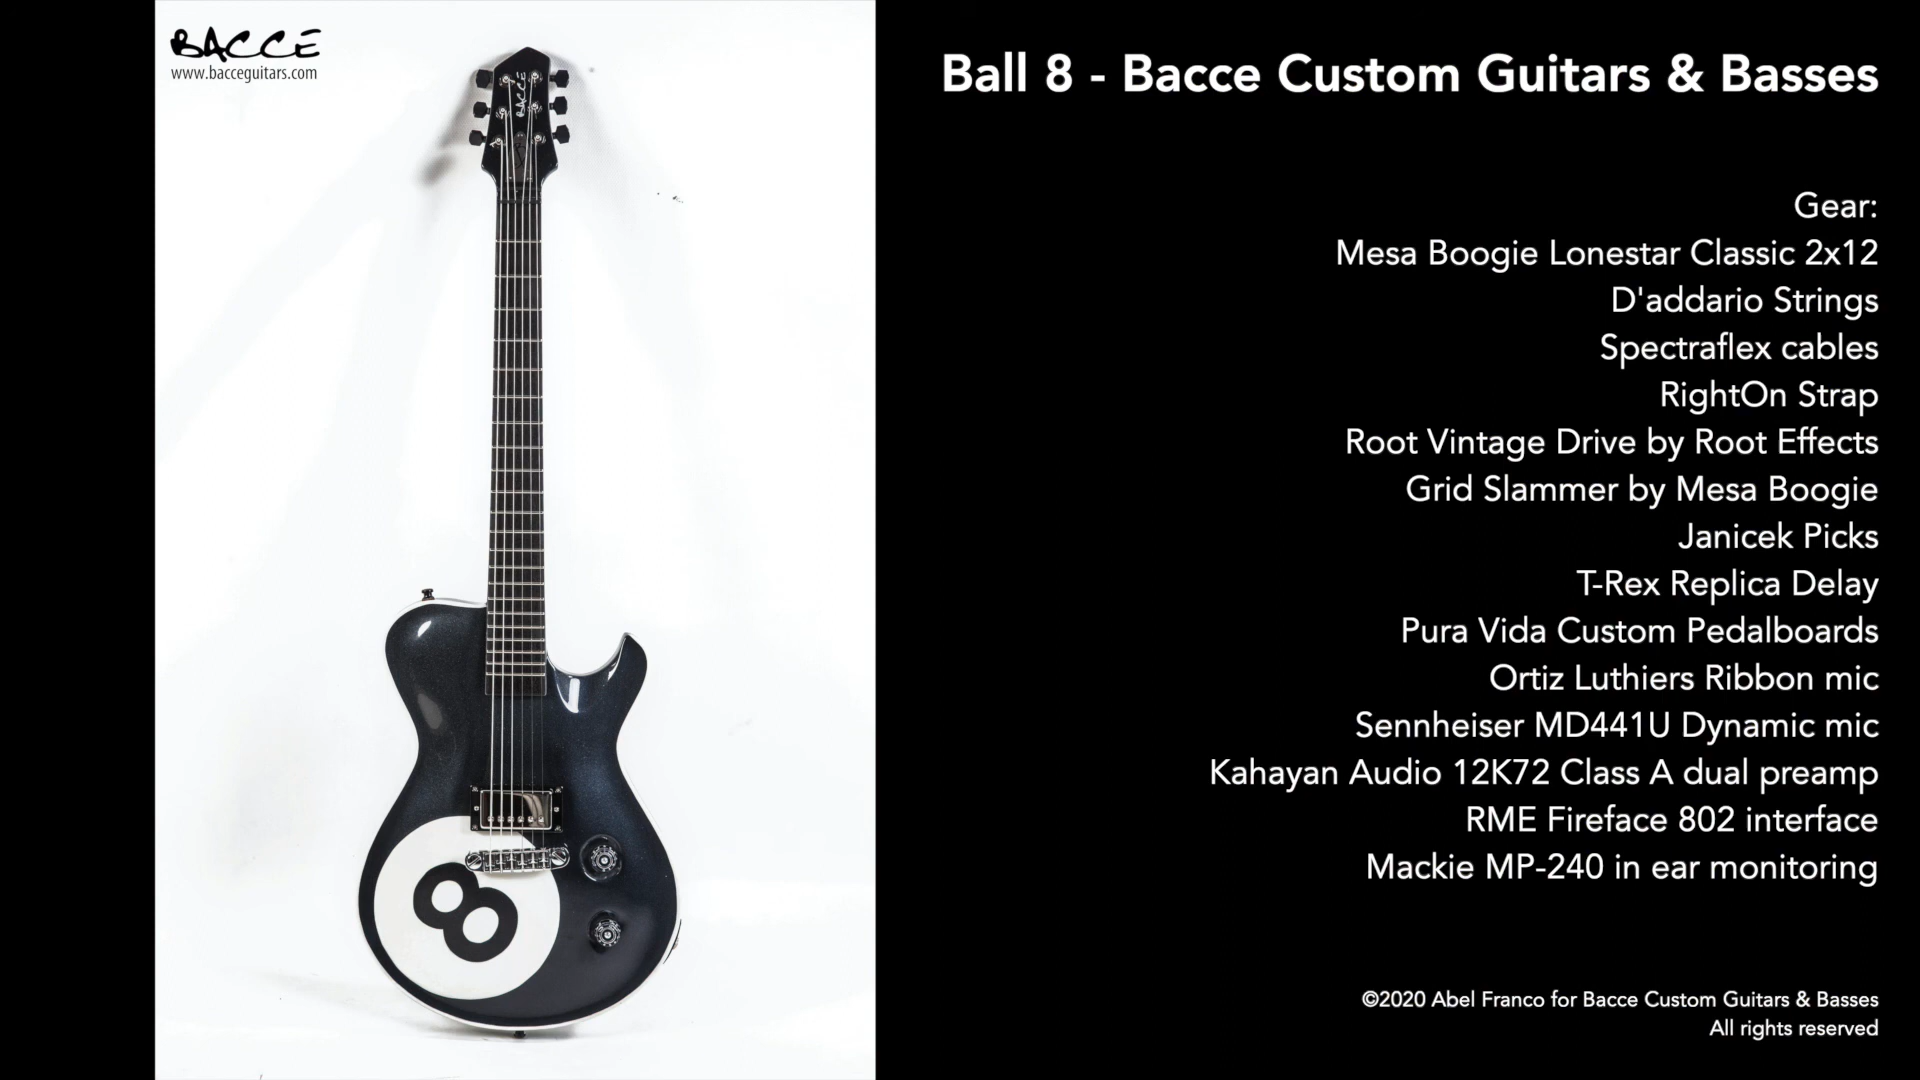 BACCE
www.bacceguitars.com
BACCE
8
Ball 8 - Bacce Custom Guitars & Basses
Gear:
Mesa Boogie Lonestar Classic 2x12
D'addario Strings
Spectraflex cables
RightOn Strap
Root Vintage Drive by Root Effects
Grid Slammer by Mesa Boogie
Janicek Picks
T-Rex Replica Delay
Pura Vida Custom Pedalboards
Ortiz Luthiers Ribbon mic
Sennheiser MD441U Dynamic mic
Kahayan Audio 12K72 Class A dual preamp
RME Fireface 802 interface
Mackie MP-240 in ear monitoring
©2020 Abel Franco for Bacce Custom Guitars & Basses
All rights reserved